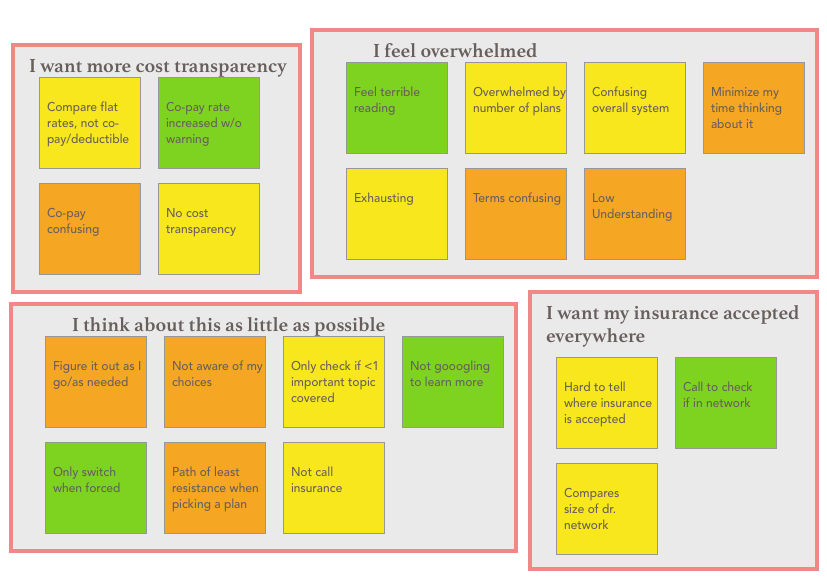 I want more cost transparency
Compare flat
rates, not co-
pay/deductible
Co-pay rate
increased w/o
warning
Co-pay
confusing
No cost
transparency
I feel overwhelmed
Feel terrible
reading
Overwhelmed by
number of plans
Confusing
overall system
Minimize my
time thinking
about it
Exhausting
Terms confusing
Low
Understanding
I think about this as little as possible
Figure it out as I
go/as needed
Not aware of my
choices
Only check if <1
important topic
covered
Not gooogling
to learn more
Only switch
when forced
Path of least
resistance when
picking a plan
Not call
insurance
I want my insurance accepted
everywhere
Hard to tell
where insurance
is accepted
Call to check
if in network
Compares
size of dr.
network